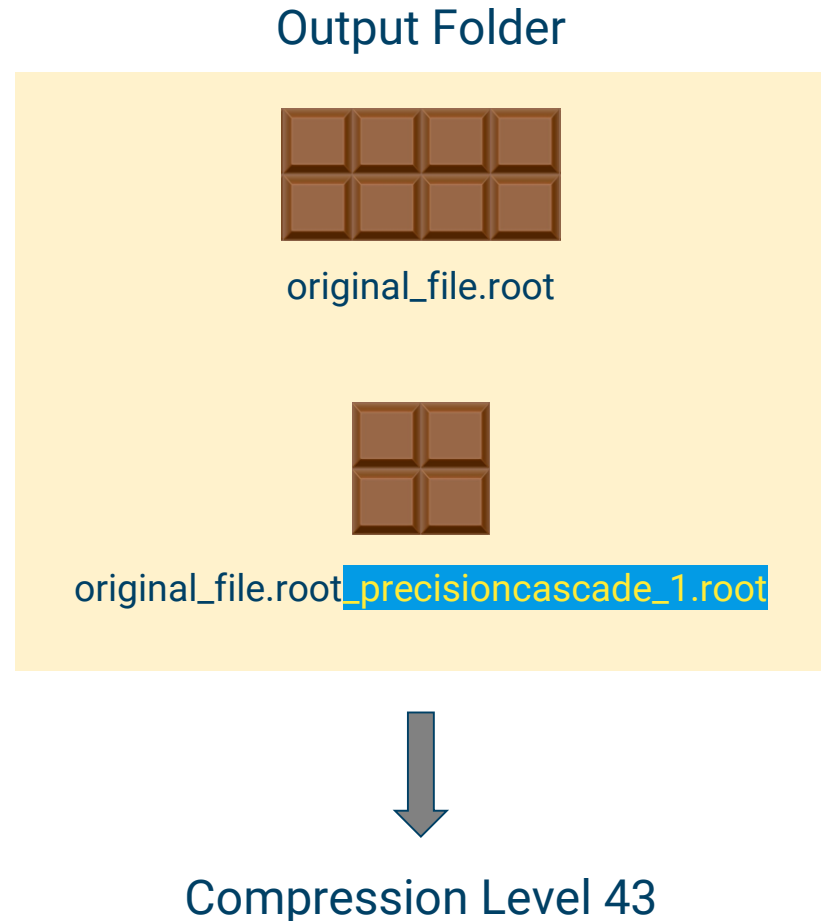 Output Folder
original_file.root
original_file.root_precisioncascade_1.root
Compression Level 43